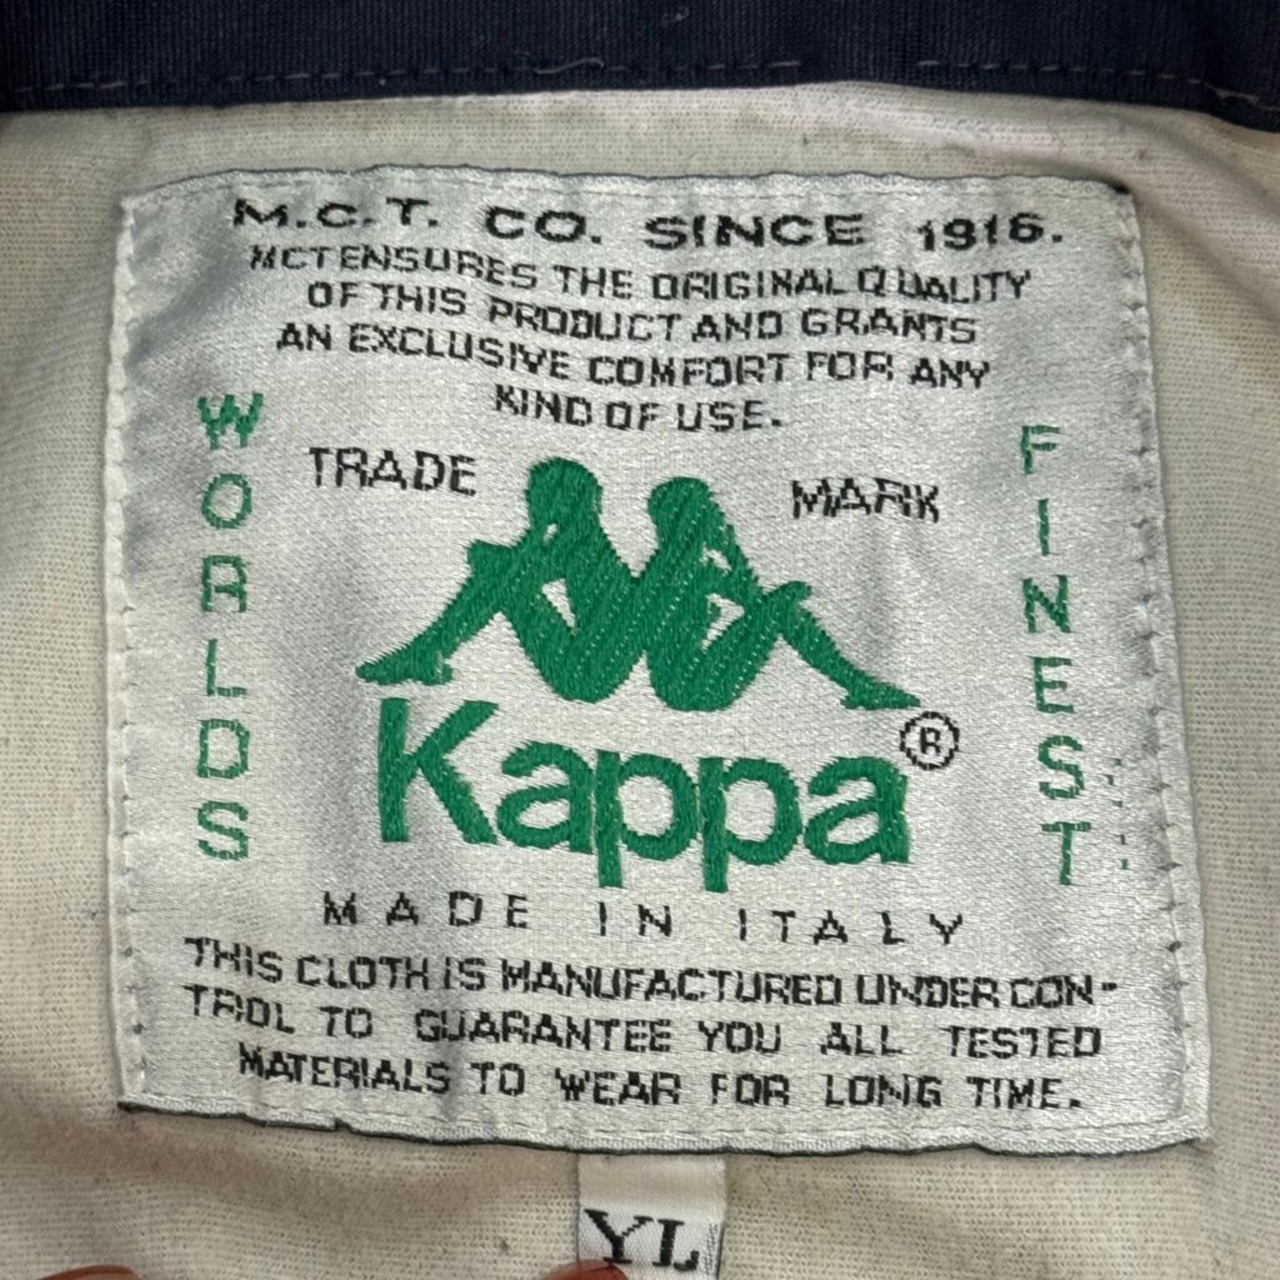 M.C.T. CO. SINCE 1916.
MCT ENSURES THE ORIGINAL QUALITY
OF THIS PRODUCT AND GRANTS
AN EXCLUSIVE COMFORT FOR ANY
KIND OF USE.
TRADE MARK
WORLDS
FINEST
Kappa®
MADE IN ITALY
THIS CLOTH IS MANUFACTURED UNDER CON-
TROL TO GUARANTEE YOU ALL TESTED
MATERIALS TO WEAR FOR LONG TIME.
YL